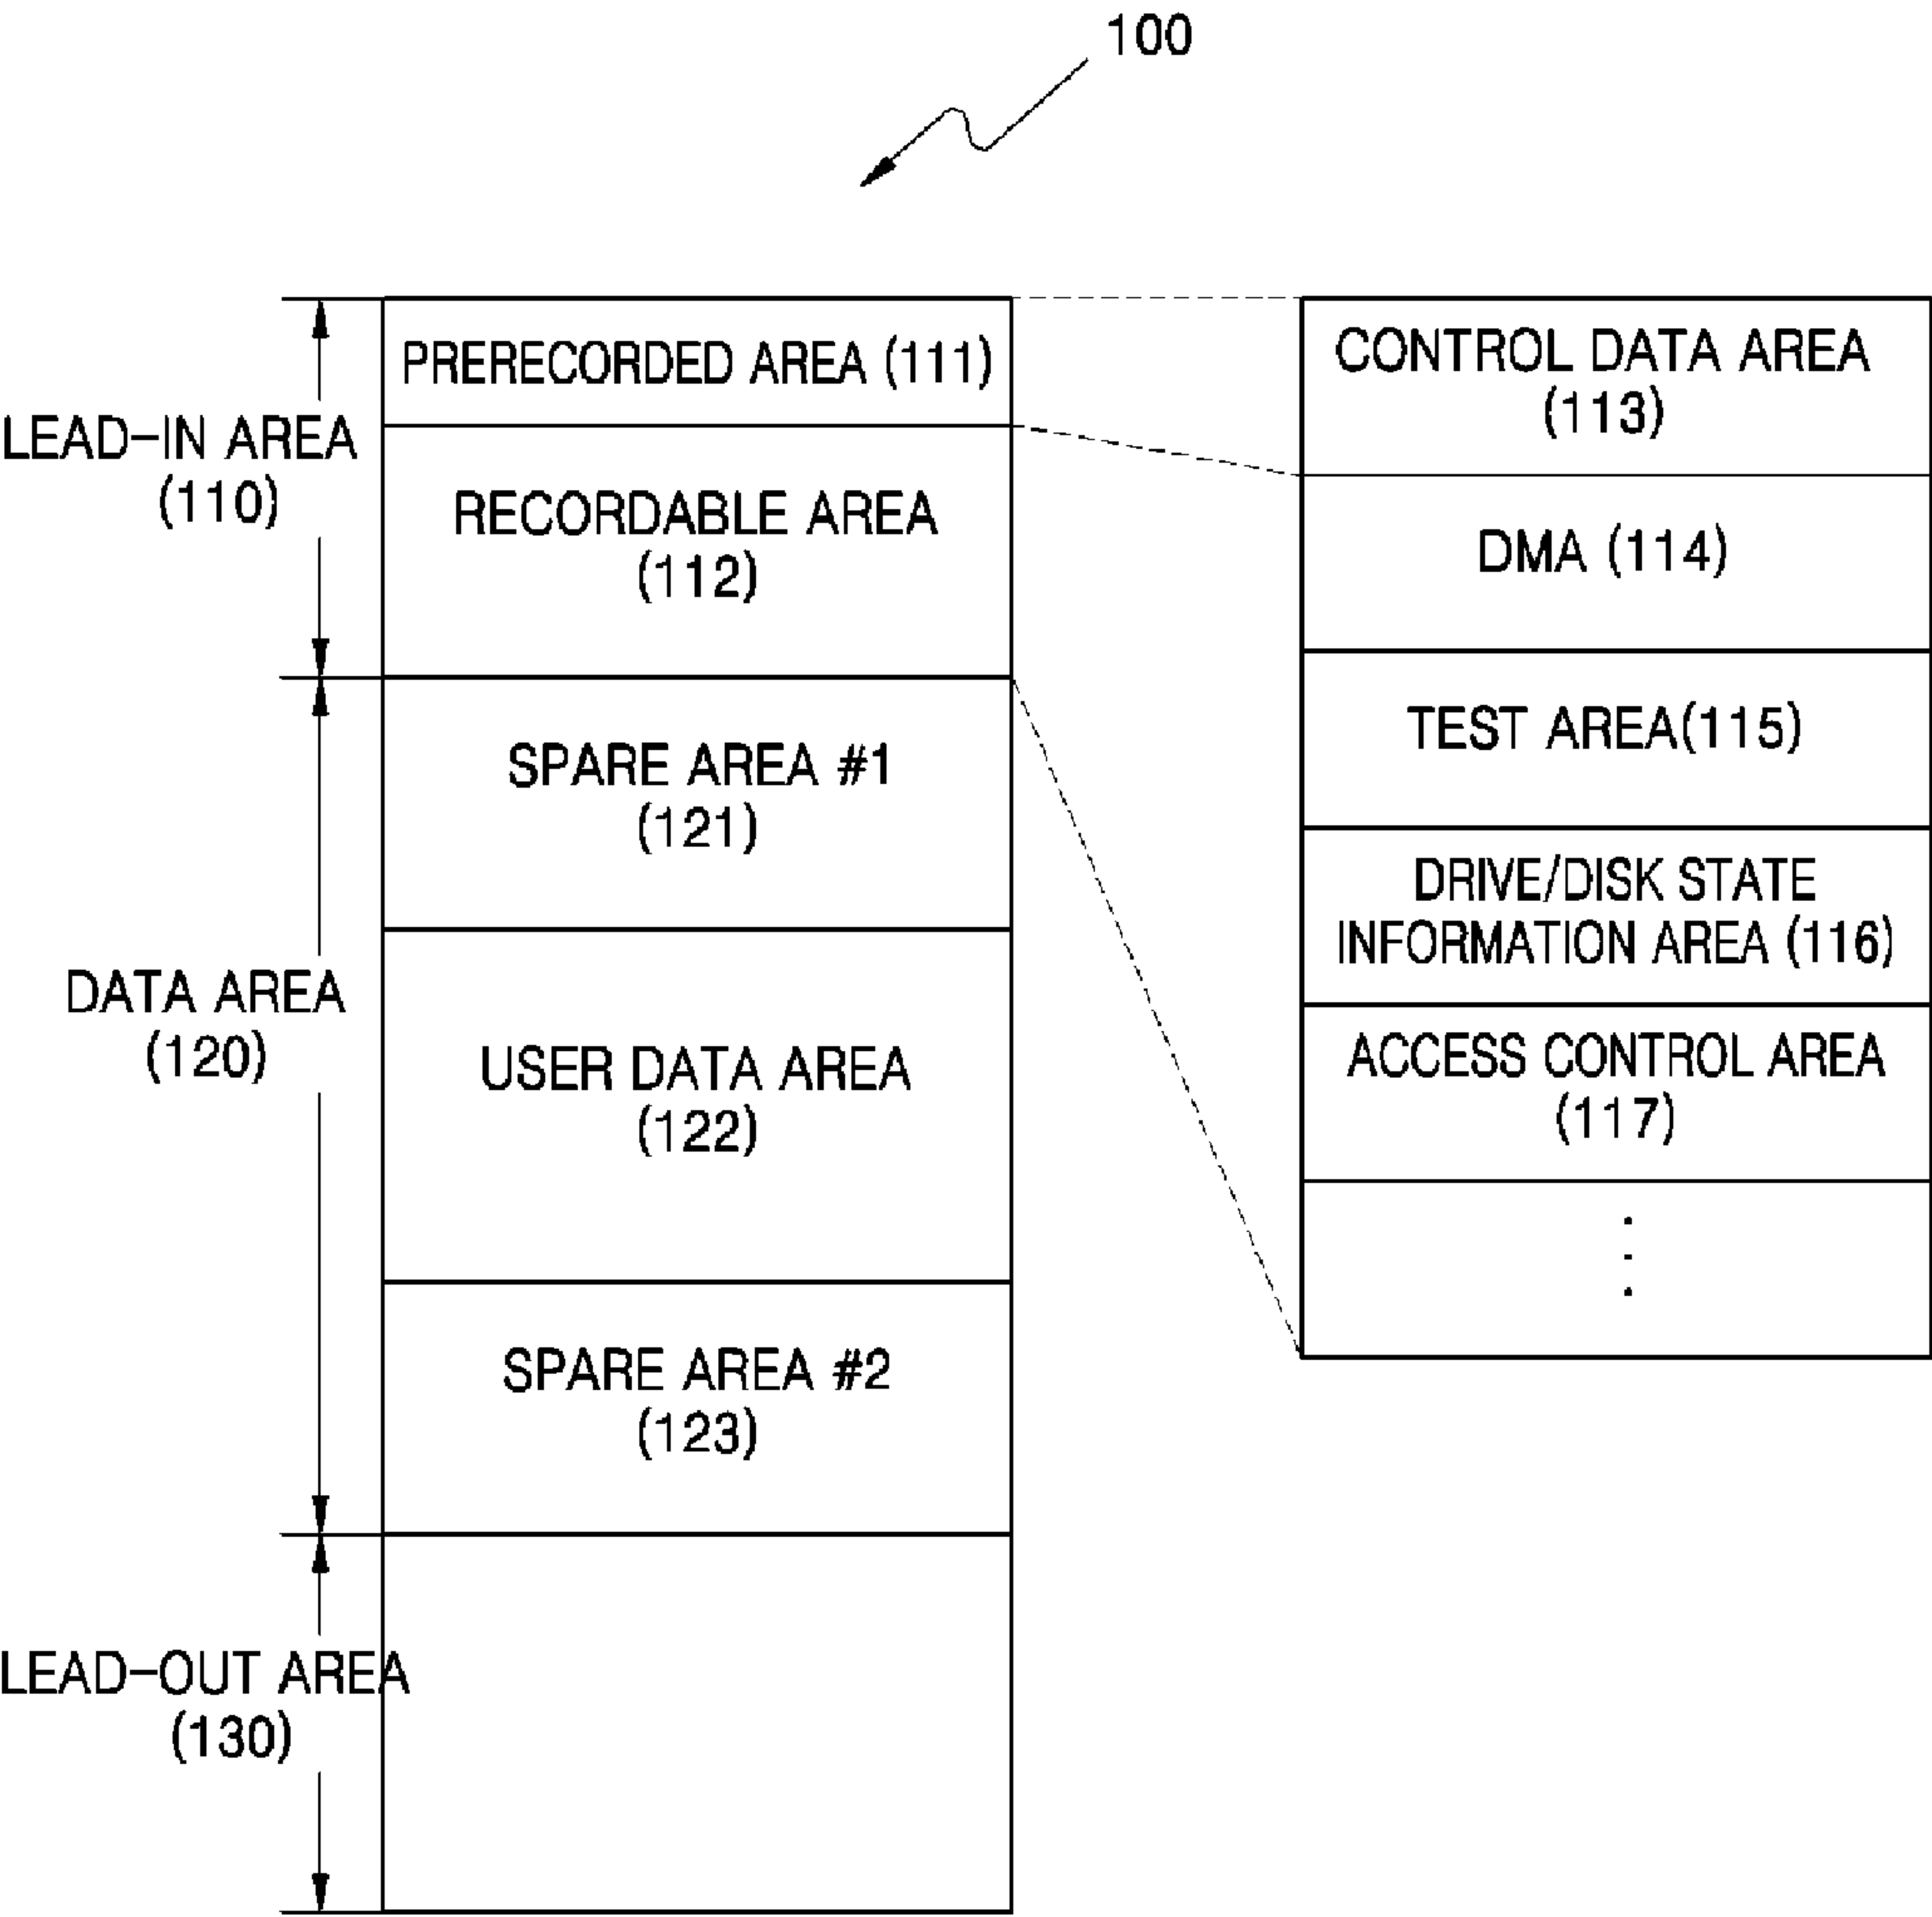 100
LEAD-IN AREA
(110)
PRERECORDED AREA (111)
RECORDABLE AREA
(112)
DATA AREA
(120)
SPARE AREA #1
(121)
USER DATA AREA
(122)
SPARE AREA #2
(123)
LEAD-OUT AREA
(130)
CONTROL DATA AREA
(113)
DMA (114)
TEST AREA(115)
DRIVE/DISK STATE
INFORMATION AREA (116)
ACCESS CONTROL AREA
(117)